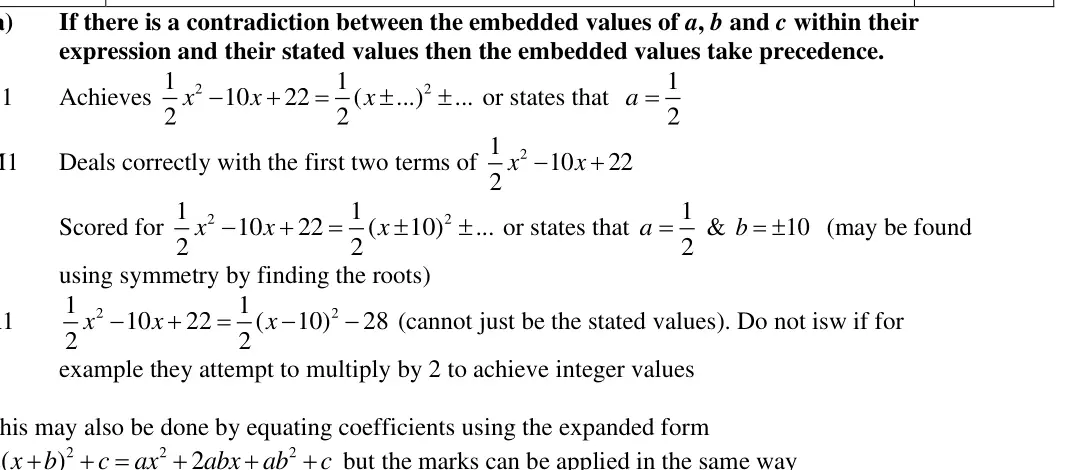 a) If there is a contradiction between the embedded values of a, b and c within their
expression and their stated values then the embedded values take precedence.
1 Achieves 1/2 x² −10x + 22 = 1/2 (x ± ...)² ± ... or states that a = 1/2
M1 Deals correctly with the first two terms of 1/2 x² −10x + 22
Scored for 1/2 x² −10x + 22 = 1/2 (x ± 10)² ± ... or states that a = 1/2 & b = ±10 (may be found
using symmetry by finding the roots)
A1 1/2 x² −10x + 22 = 1/2 (x − 10)² − 28 (cannot just be the stated values). Do not isw if for
example they attempt to multiply by 2 to achieve integer values
his may also be done by equating coefficients using the expanded form
(x + b)² + c = ax² + 2abx + ab² + c but the marks can be applied in the same way